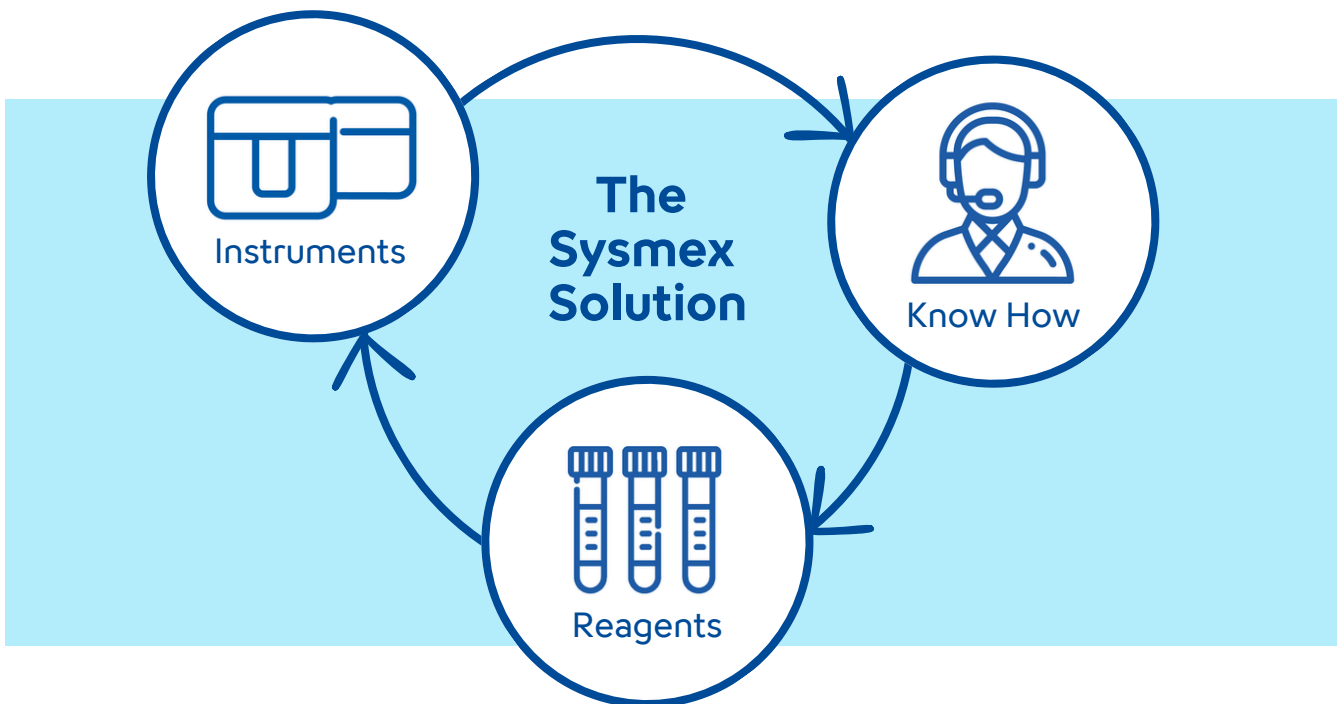 Instruments
The
Sysmex
Solution
Know How
Reagents